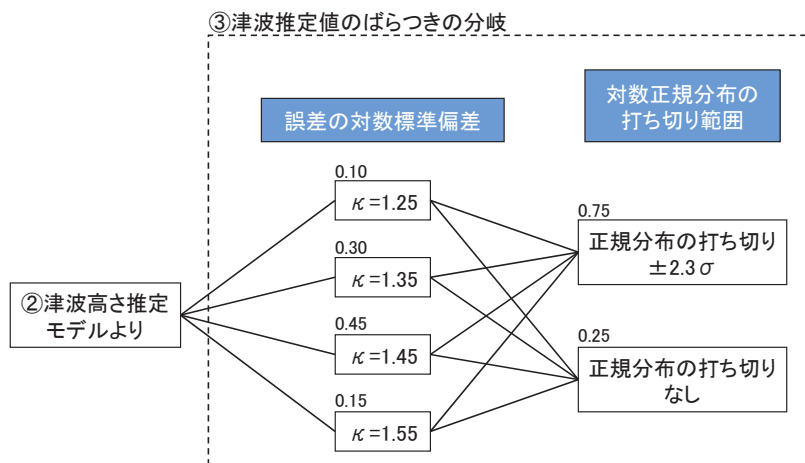 ③津波推定値のばらつきの分岐
誤差の対数標準偏差
対数正規分布の
打ち切り範囲
②津波高さ推定
モデルより
0.10
κ=1.25
0.30
κ=1.35
0.45
κ=1.45
0.15
κ=1.55
0.75
正規分布の打ち切り
±2.3σ
0.25
正規分布の打ち切り
なし